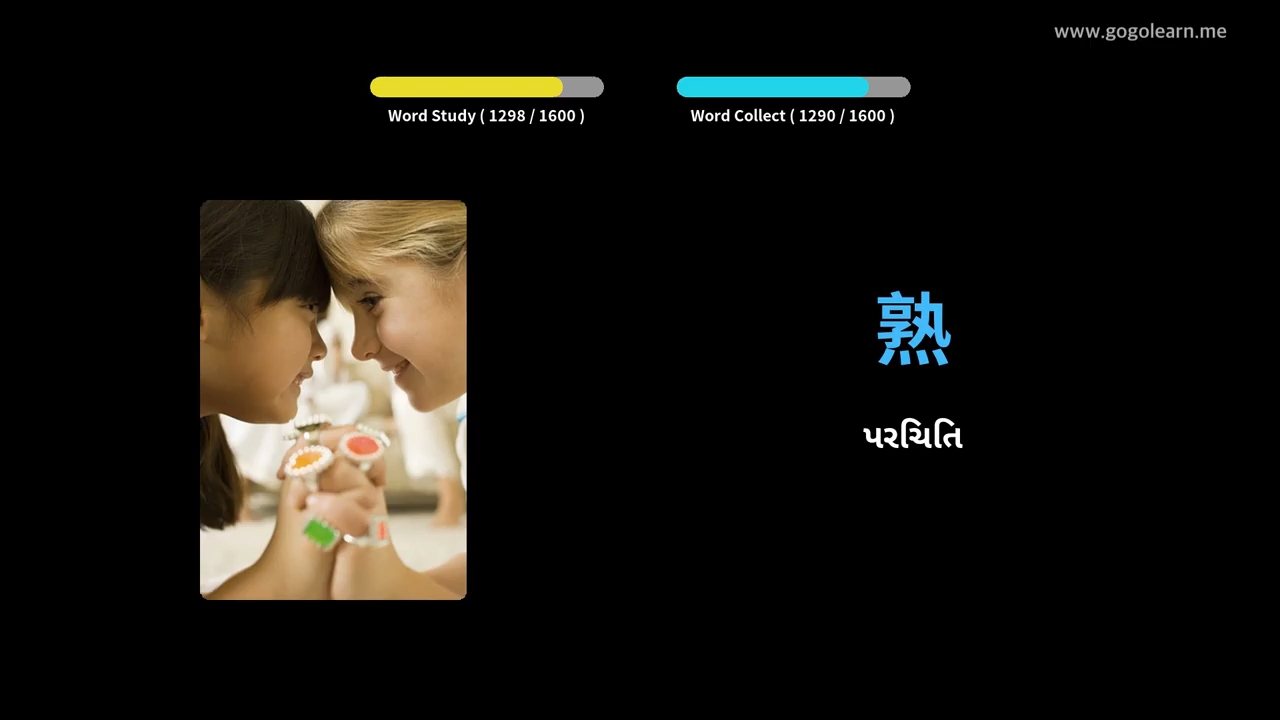 www.gogolearn.me
Word Study ( 1298 / 1600 )
Word Collect ( 1290 / 1600 )
熟
પરિચિતિ